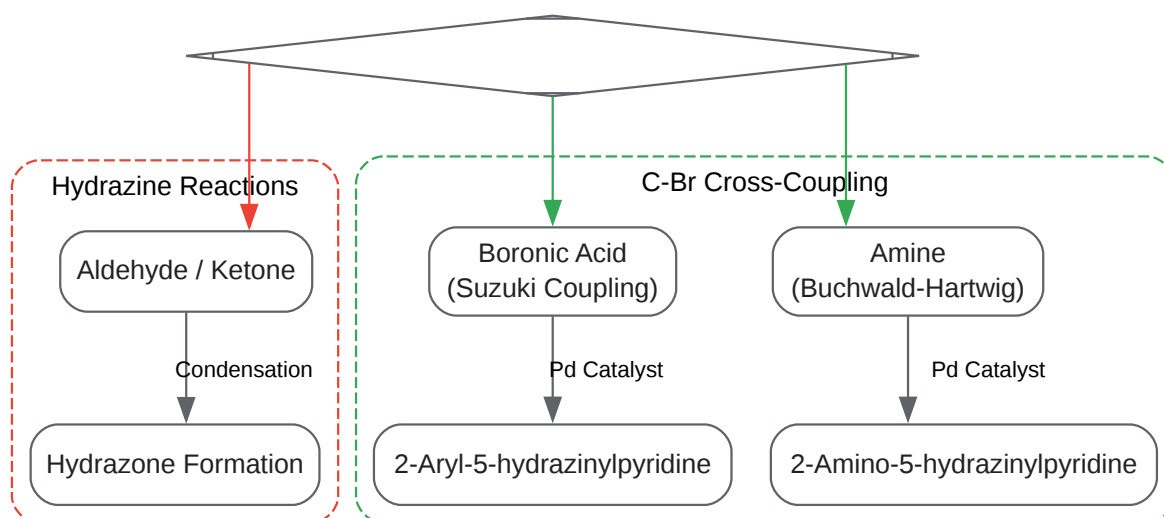 Hydrazine Reactions
C-Br Cross-Coupling
Aldehyde / Ketone
Boronic Acid
(Suzuki Coupling)
Amine
(Buchwald-Hartwig)
Condensation
Pd Catalyst
Pd Catalyst
Hydrazone Formation
2-Aryl-5-hydrazinylpyridine
2-Amino-5-hydrazinylpyridine